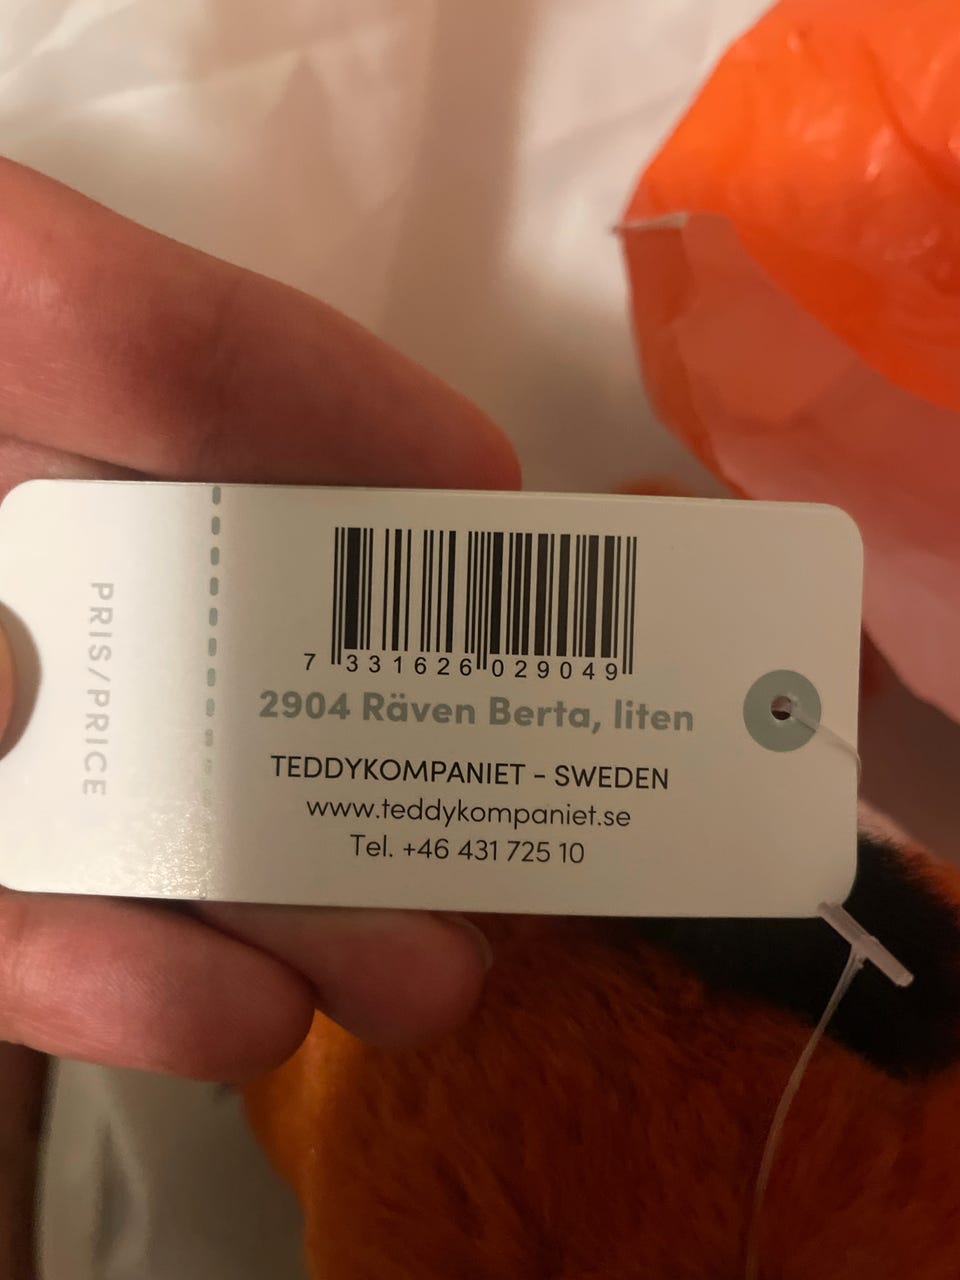 PRIS/PRICE
7 331626 029049
2904 Räven Berta, liten
TEDDYKOMPANIET - SWEDEN
www.teddykompaniet.se
Tel. +46 431 725 10